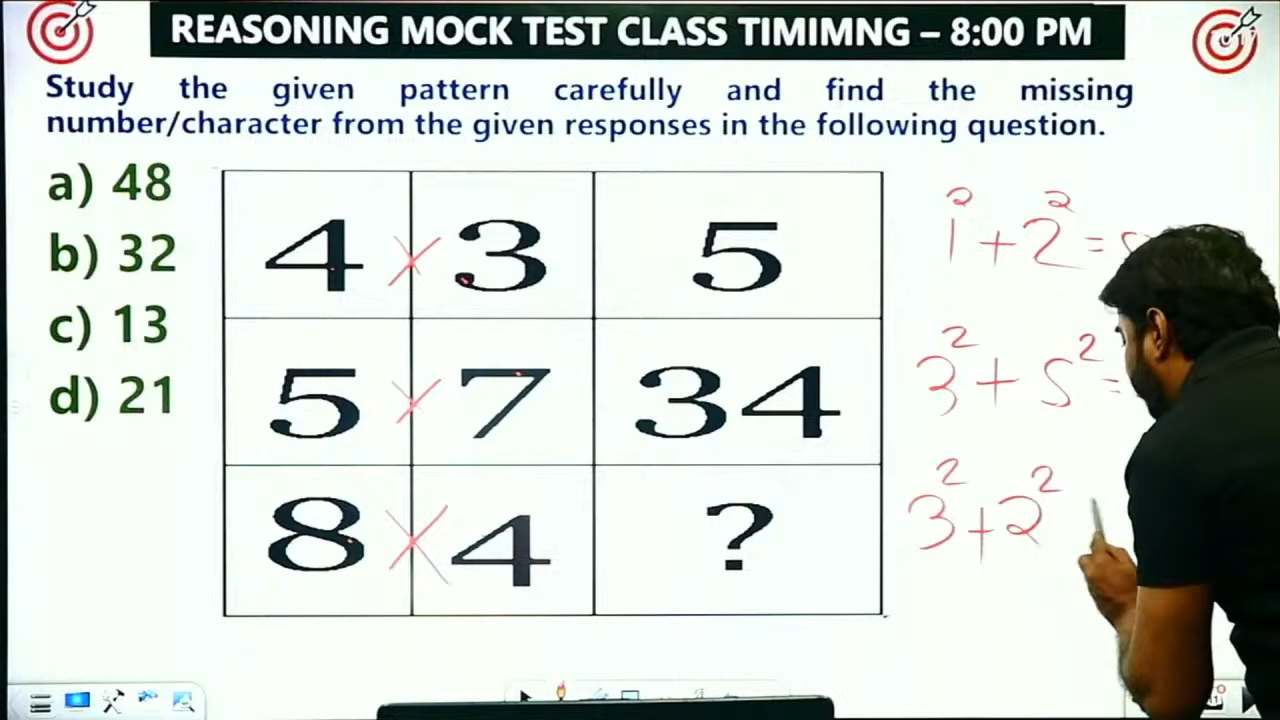 REASONING MOCK TEST CLASS TIMIMNG – 8:00 PM
Study the given pattern carefully and find the missing
number/character from the given responses in the following question.
a) 48
b) 32
c) 13
d) 21
4 × 3 5
5 × 7 34
8 × 4 ?
1² + 2² =
3² + 5² =
3² + 2²